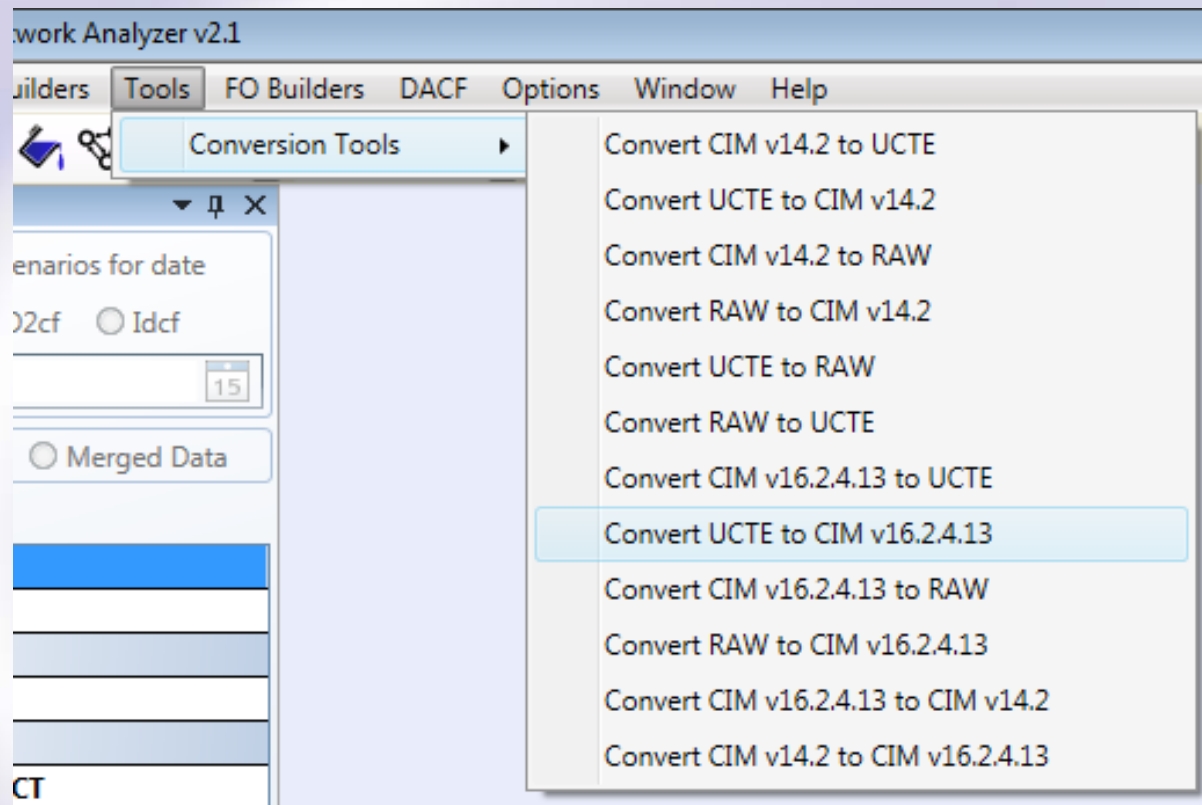 twork Analyzer v2.1
uilders Tools FO Builders DACF Options Window Help
Conversion Tools
Convert CIM v14.2 to UCTE
Convert UCTE to CIM v14.2
Convert CIM v14.2 to RAW
Convert RAW to CIM v14.2
Convert UCTE to RAW
Convert RAW to UCTE
Convert CIM v16.2.4.13 to UCTE
Convert UCTE to CIM v16.2.4.13
Convert CIM v16.2.4.13 to RAW
Convert RAW to CIM v16.2.4.13
Convert CIM v16.2.4.13 to CIM v14.2
Convert CIM v14.2 to CIM v16.2.4.13
enarios for date
D2cf Idcf
15
Merged Data
CT